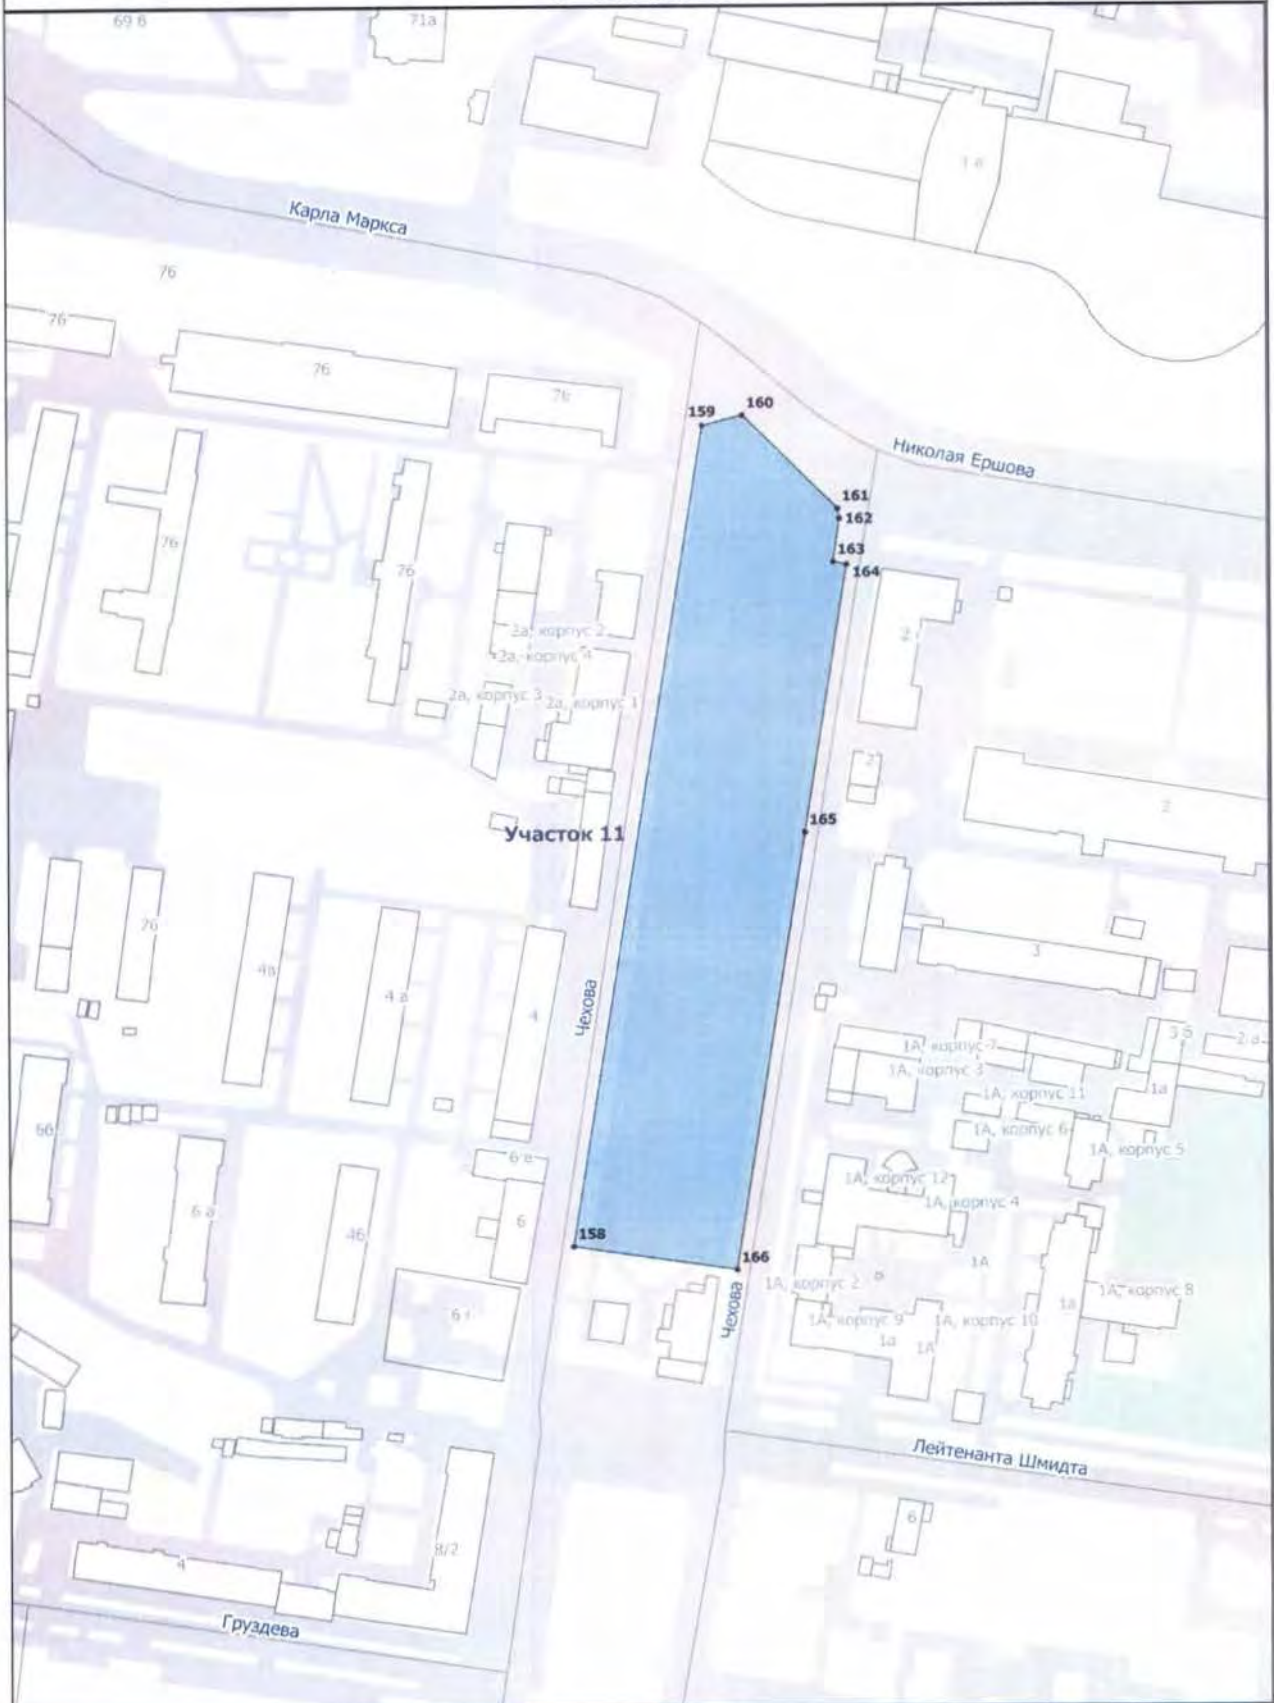 69 б
71а
Карла Маркса
76
76
76
76
159
160
Николая Ершова
161
162
163
164
76
76
2
2а, корпус 2
2а, корпус 4
2а, корпус 3
2а, корпус 1
2
2
165
Участок 11
76
4в
4 а
4
3
Чехова
1А, корпус 7
3 б
2 а
1А, корпус 3
1а
1А, корпус 11
1А, корпус 6
1А, корпус 5
6 е
1А, корпус 12
1А, корпус 4
6 а
4б
6
158
166
1А
1А, корпус 2
1А, корпус 8
6 г
Чехова
1А, корпус 9
1А, корпус 10
1а
1а
1А
Лейтенанта Шмидта
6
8/2
4
Груздева